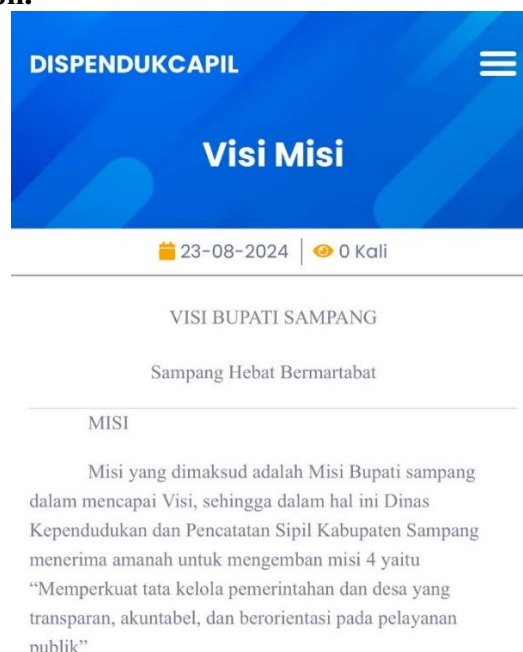 DISPENDUKCAPIL
Visi Misi
23-08-2024 0 Kali
VISI BUPATI SAMPANG
Sampang Hebat Bermartabat
MISI
Misi yang dimaksud adalah Misi Bupati sampang
dalam mencapai Visi, sehingga dalam hal ini Dinas
Kependudukan dan Pencatatan Sipil Kabupaten Sampang
menerima amanah untuk mengemban misi 4 yaitu
“Memperkuat tata kelola pemerintahan dan desa yang
transparan, akuntabel, dan berorientasi pada pelayanan
publik”